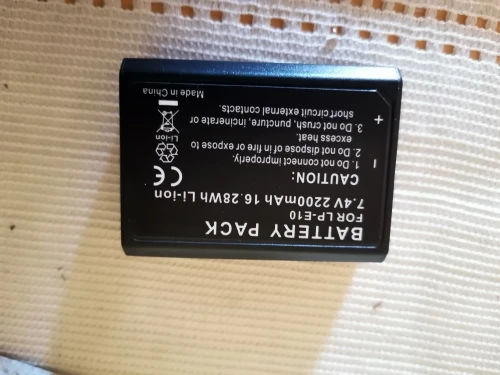 BATTERY PACK
FOR LP-E10
7.4V 2200mAh 16.28Wh Li-ion
CAUTION:
CE
1. Do not connect improperly.
2. Do not dispose of in fire or expose to
excess heat.
3. Do not crush, puncture, incinerate or
short circuit external contacts.
Li-ion
Made in China
- +